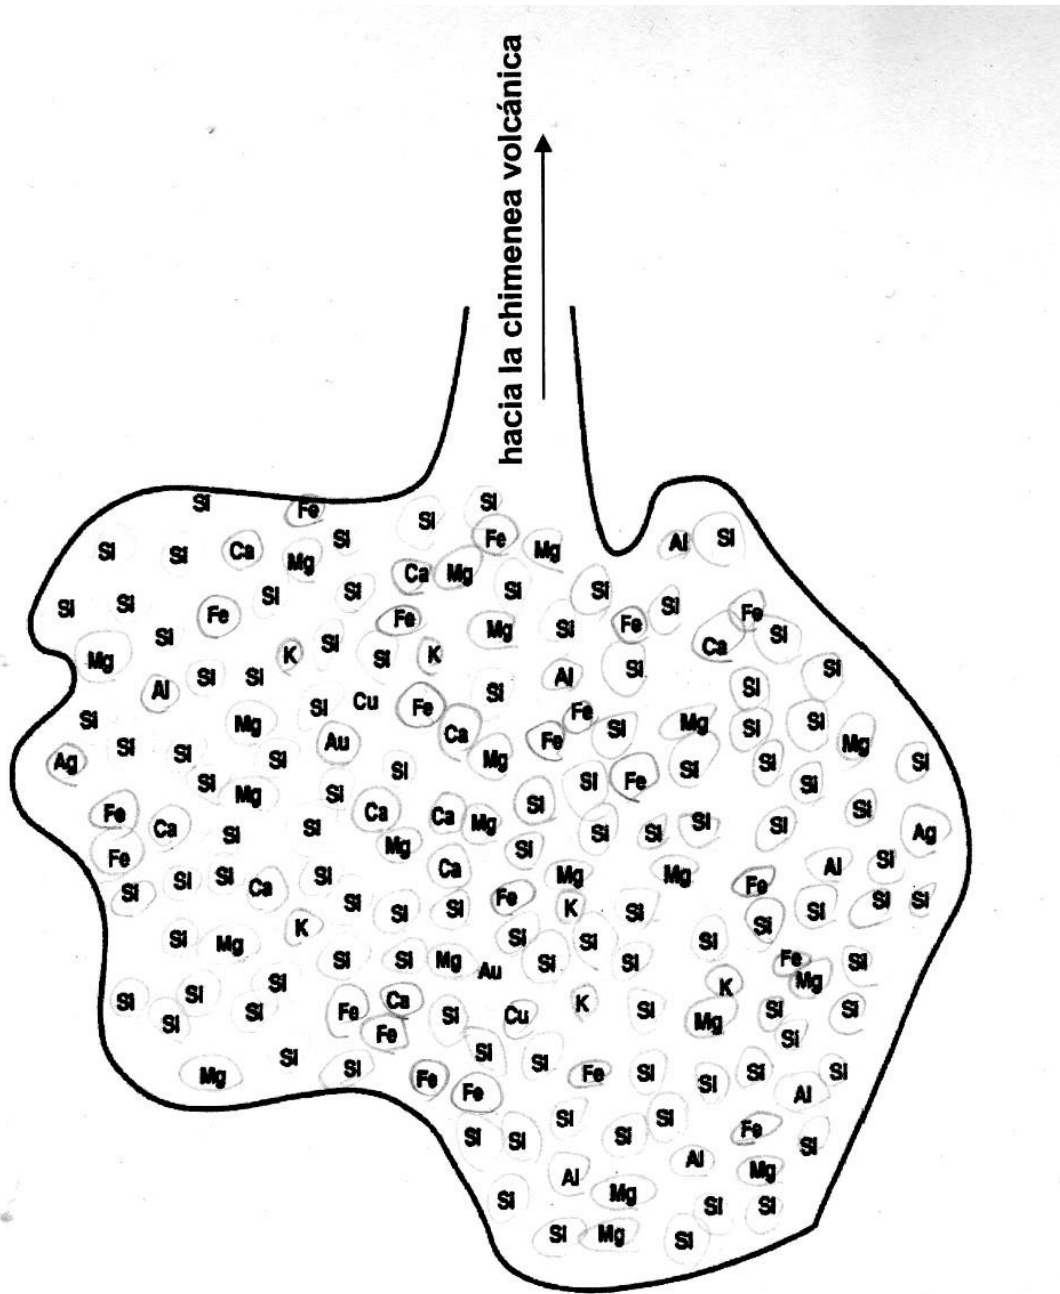 hacia la chimenea volcánica
Si Fe Si Si
Si Si Ca Mg Si Ca Mg Fe Mg Al Si
Si Si Si Fe Si Si Fe Si Mg Si Si Fe Si Ca Fe Si
Mg Al Si Si K Si Si K Si Al Si Si Si
Si Mg Si Cu Fe Ca Fe Fe Si Mg Si Si Mg
Ag Si Si Si Au Si Mg Si Fe Si Si Si Si
Fe Si Mg Si Ca Ca Mg Si Si Si Si Si Si Ag
Fe Ca Si Si Mg Ca Si Mg Mg Fe Al Si
Si Si Si Ca Si Si Si Si Fe K Si Si Si Si Si
Si Mg K Si Si Mg Au Si Si Si Si Si Fe Mg Si
Si Si Si Si Si Fe Ca Fe Si Cu K Si K Mg Si Si Si
Mg Si Si Fe Fe Si Si Fe Si Si Si Al Si
Si Si Si Si Si Fe Si
Si Al Mg Al Mg Si Si
Si Mg Si